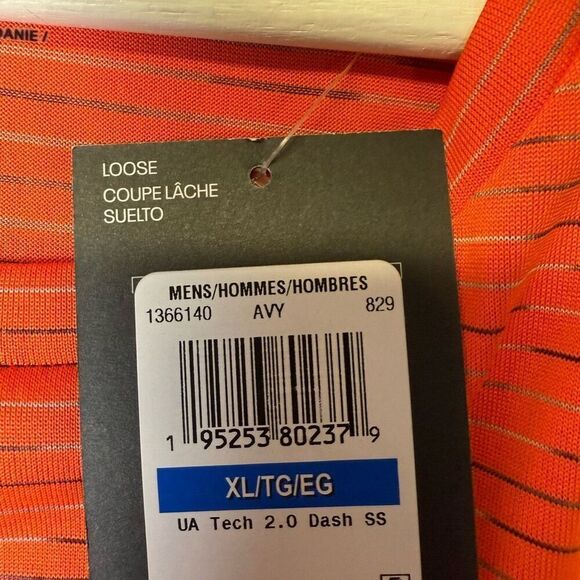 DANIE /
LOOSE
COUPE LÂCHE
SUELTO
MENS/HOMMES/HOMBRES
1366140 AVY 829
1 95253 80237 9
XL/TG/EG
UA Tech 2.0 Dash SS